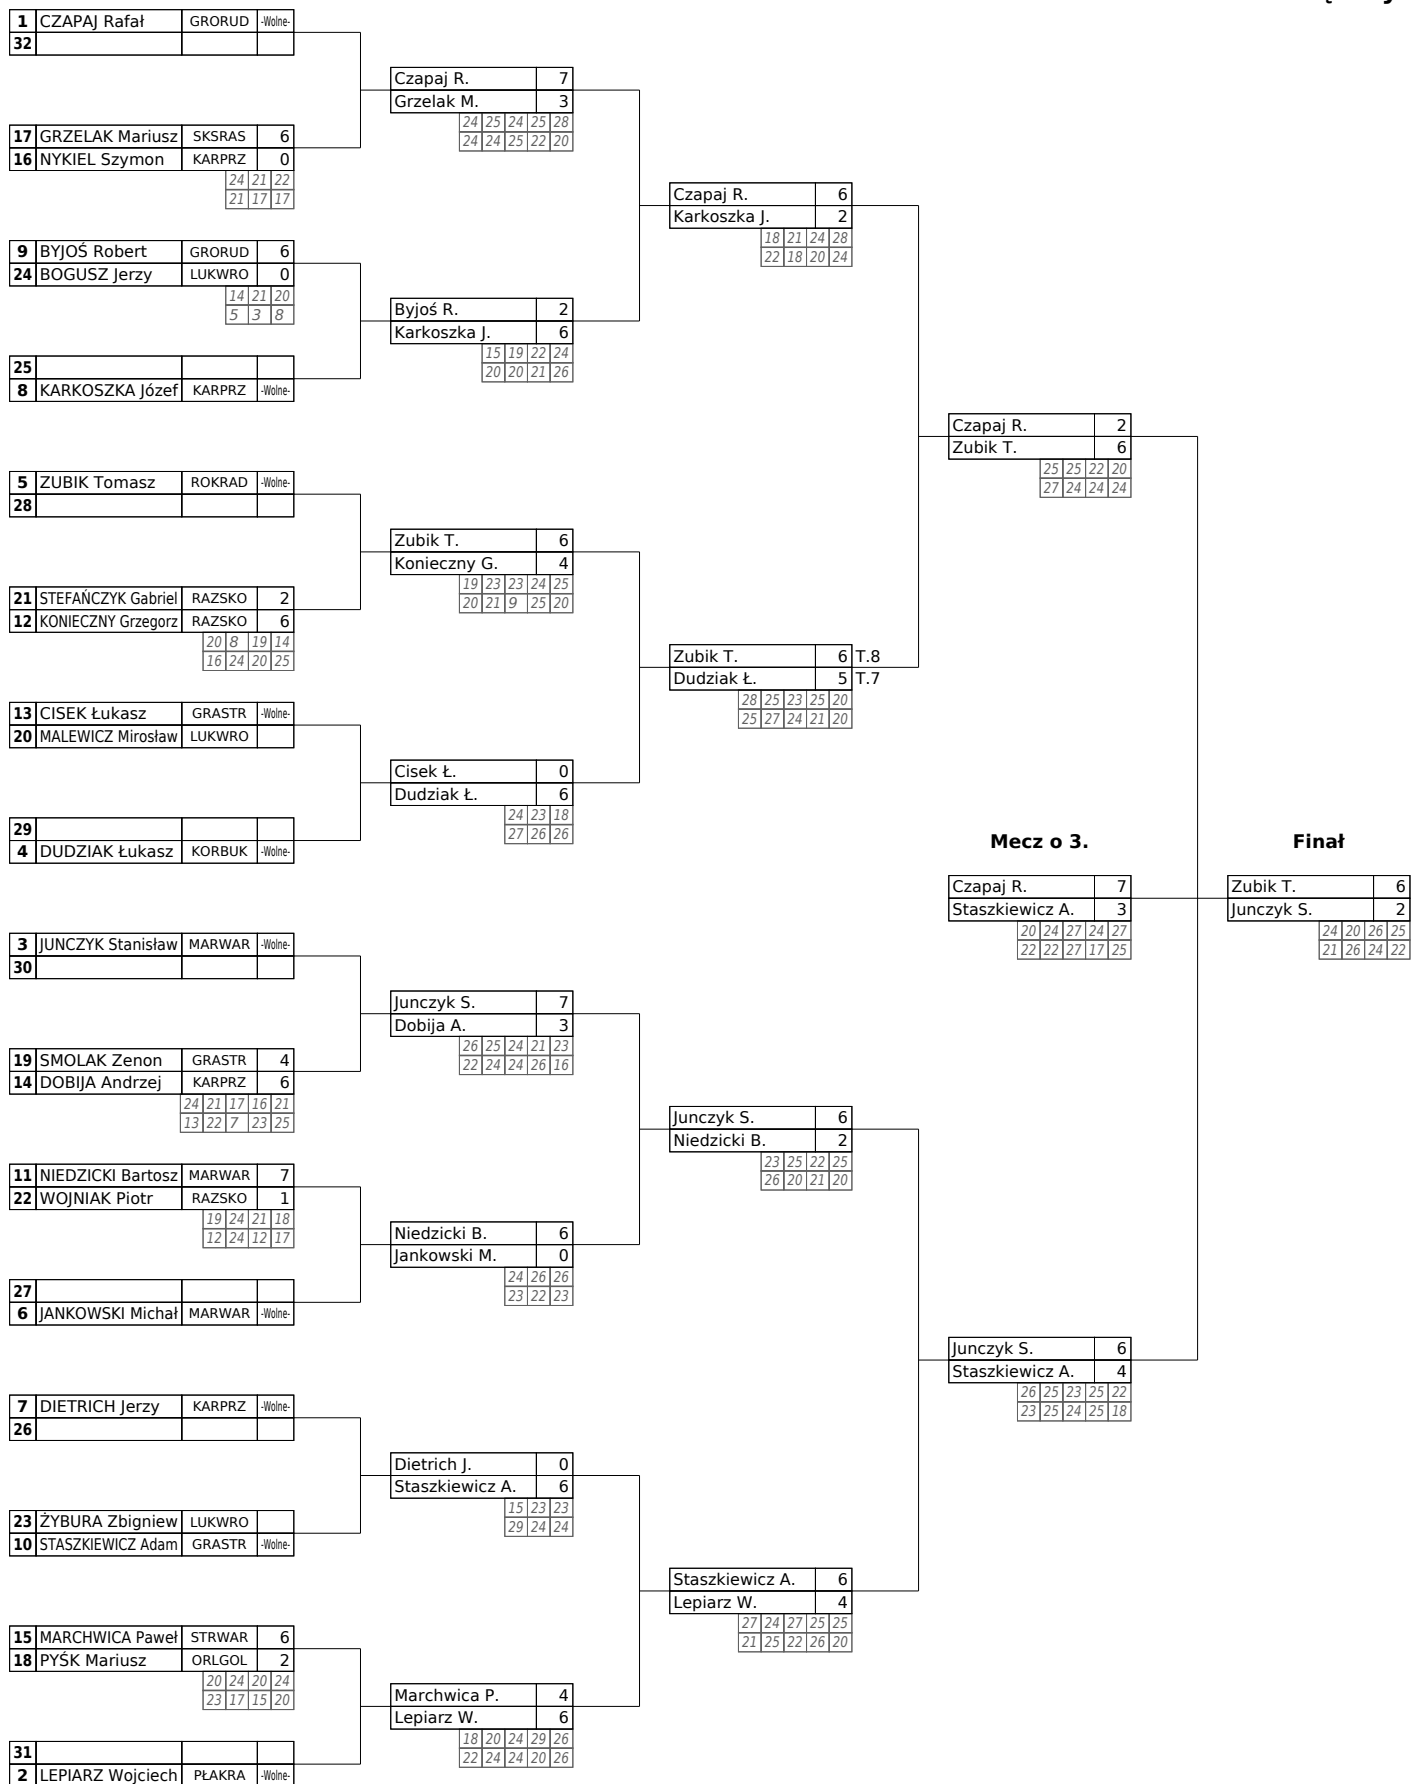 1 CZAPAJ Rafał GRORUD -Wolne-
32
17 GRZELAK Mariusz SKSRAS 6
16 NYKIEL Szymon KARPRZ 0
24 21 22
21 17 17
9 BYJOŚ Robert GRORUD 6
24 BOGUSZ Jerzy LUKWRO 0
14 21 20
5 3 8
25
8 KARKOSZKA Józef KARPRZ -Wolne-
5 ZUBIK Tomasz ROKRAD -Wolne-
28
21 STEFAŃCZYK Gabriel RAZSKO 2
12 KONIECZNY Grzegorz RAZSKO 6
20 8 19 14
16 24 20 25
13 CISEK Łukasz GRASTR -Wolne-
20 MALEWICZ Mirosław LUKWRO
29
4 DUDZIAK Łukasz KORBUK -Wolne-
3 JUNCZYK Stanisław MARWAR -Wolne-
30
19 SMOLAK Zenon GRASTR 4
14 DOBIJA Andrzej KARPRZ 6
24 21 17 16 21
13 22 7 23 25
11 NIEDZICKI Bartosz MARWAR 7
22 WOJNIAK Piotr RAZSKO 1
19 24 21 18
12 24 12 17
27
6 JANKOWSKI Michał MARWAR -Wolne-
7 DIETRICH Jerzy KARPRZ -Wolne-
26
23 ŻYBURA Zbigniew LUKWRO
10 STASZKIEWICZ Adam GRASTR -Wolne-
15 MARCHWICA Paweł STRWAR 6
18 PYŚK Mariusz ORLGOL 2
20 24 20 24
23 17 15 20
31
2 LEPIARZ Wojciech PŁAKRA -Wolne-
Czapaj R. 7
Grzelak M. 3
24 25 24 25 28
24 24 25 22 20
Byjoś R. 2
Karkoszka J. 6
15 19 22 24
20 20 21 26
Zubik T. 6
Konieczny G. 4
19 23 23 24 25
20 21 9 25 20
Cisek Ł. 0
Dudziak Ł. 6
24 23 18
27 26 26
Junczyk S. 7
Dobija A. 3
26 25 24 21 23
22 24 24 26 16
Niedzicki B. 6
Jankowski M. 0
24 26 26
23 22 23
Dietrich J. 0
Staszkiewicz A. 6
15 23 23
29 24 24
Marchwica P. 4
Lepiarz W. 6
18 20 24 29 26
22 24 24 20 26
Czapaj R. 6
Karkoszka J. 2
18 21 24 28
22 18 20 24
Zubik T. 6 T.8
Dudziak Ł. 5 T.7
28 25 23 25 20
25 27 24 21 20
Junczyk S. 6
Niedzicki B. 2
23 25 22 25
26 20 21 20
Staszkiewicz A. 6
Lepiarz W. 4
27 24 27 25 25
21 25 22 26 20
Czapaj R. 2
Zubik T. 6
25 25 22 20
27 24 24 24
Junczyk S. 6
Staszkiewicz A. 4
26 25 23 25 22
23 25 24 25 18
Mecz o 3.
Czapaj R. 7
Staszkiewicz A. 3
20 24 27 24 27
22 22 27 17 25
Finał
Zubik T. 6
Junczyk S. 2
24 20 26 25
21 26 24 22